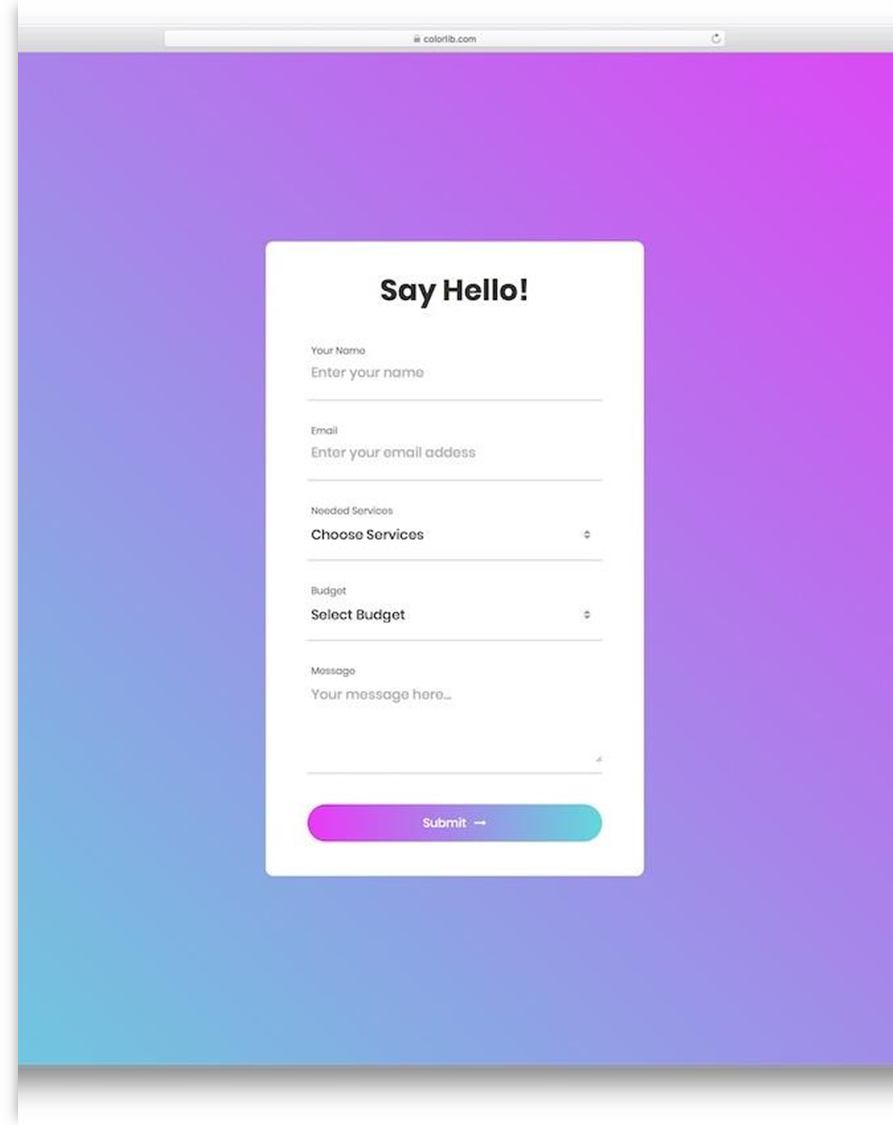 colorlib.com
Say Hello!
Your Name
Enter your name
Email
Enter your email addess
Needed Services
Choose Services
Budget
Select Budget
Message
Your message here...
Submit →